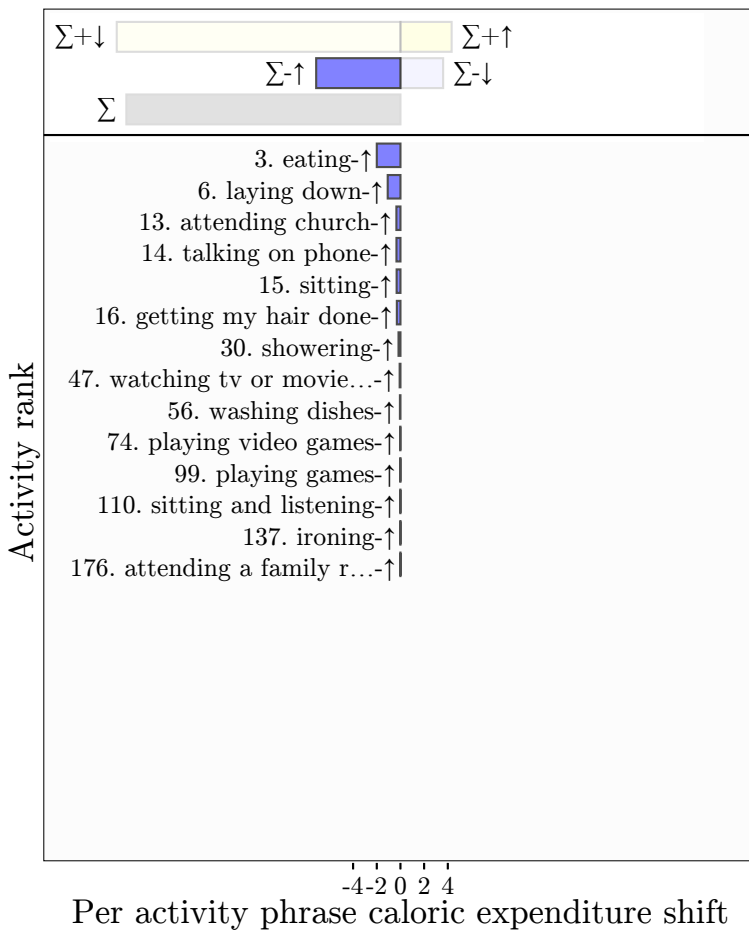 ∑+↓ ∑+↑
∑-↑ ∑-↓
∑
3. eating-↑
6. laying down-↑
13. attending church-↑
14. talking on phone-↑
15. sitting-↑
16. getting my hair done-↑
30. showering-↑
47. watching tv or movie...-↑
56. washing dishes-↑
74. playing video games-↑
99. playing games-↑
110. sitting and listening-↑
137. ironing-↑
176. attending a family r...-↑
Activity rank
-4 -2 0 2 4
Per activity phrase caloric expenditure shift